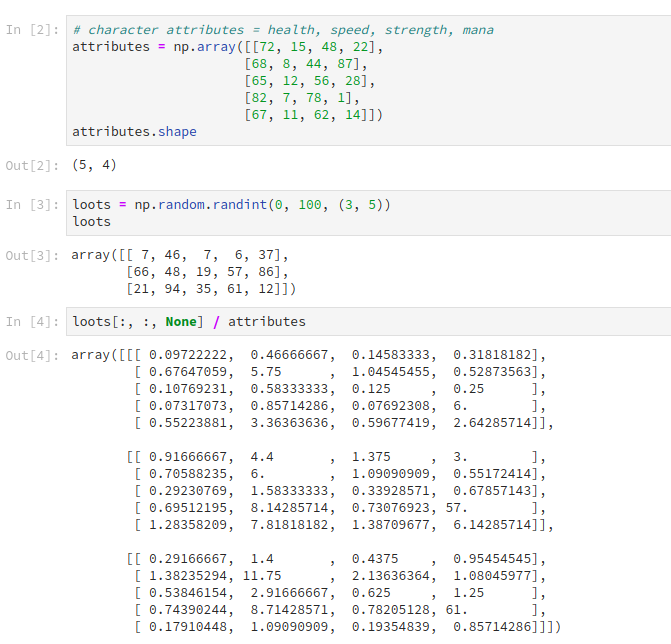 In [2]: # character attributes = health, speed, strength, mana
attributes = np.array([[72, 15, 48, 22],
[68, 8, 44, 87],
[65, 12, 56, 28],
[82, 7, 78, 1],
[67, 11, 62, 14]])
attributes.shape
Out[2]: (5, 4)
In [3]: loots = np.random.randint(0, 100, (3, 5))
loots
Out[3]: array([[ 7, 46,  7,  6, 37],
[66, 48, 19, 57, 86],
[21, 94, 35, 61, 12]])
In [4]: loots[:, :, None] / attributes
Out[4]: array([[[ 0.09722222,  0.46666667,  0.14583333,  0.31818182],
[ 0.67647059,  5.75      ,  1.04545455,  0.52873563],
[ 0.10769231,  0.58333333,  0.125     ,  0.25      ],
[ 0.07317073,  0.85714286,  0.07692308,  6.        ],
[ 0.55223881,  3.36363636,  0.59677419,  2.64285714]],
[[ 0.91666667,  4.4       ,  1.375     ,  3.        ],
[ 0.70588235,  6.        ,  1.09090909,  0.55172414],
[ 0.29230769,  1.58333333,  0.33928571,  0.67857143],
[ 0.69512195,  8.14285714,  0.73076923, 57.        ],
[ 1.28358209,  7.81818182,  1.38709677,  6.14285714]],
[[ 0.29166667,  1.4       ,  0.4375    ,  0.95454545],
[ 1.38235294, 11.75      ,  2.13636364,  1.08045977],
[ 0.53846154,  2.91666667,  0.625     ,  1.25      ],
[ 0.74390244,  8.71428571,  0.78205128, 61.        ],
[ 0.17910448,  1.09090909,  0.19354839,  0.85714286]]])